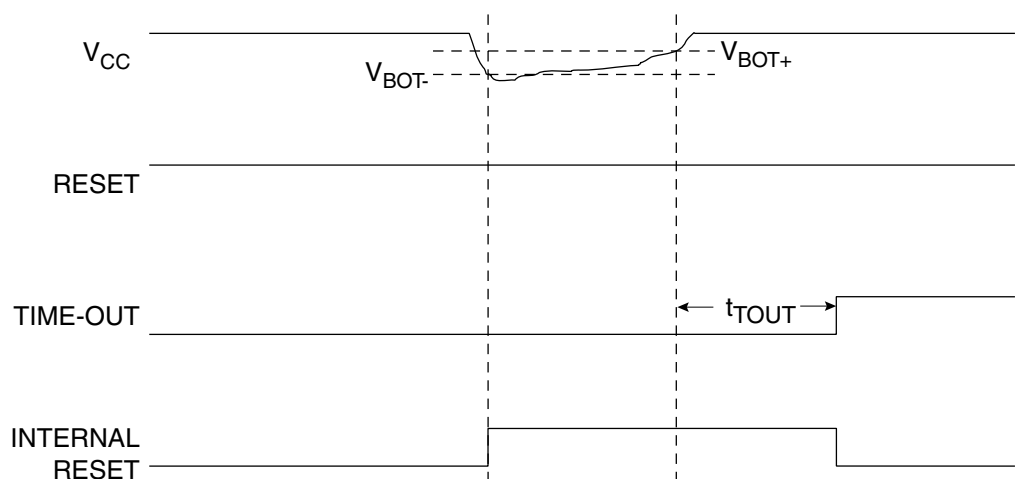 VCC
VBOT-
VBOT+
RESET
TIME-OUT
tTOUT
INTERNAL
RESET